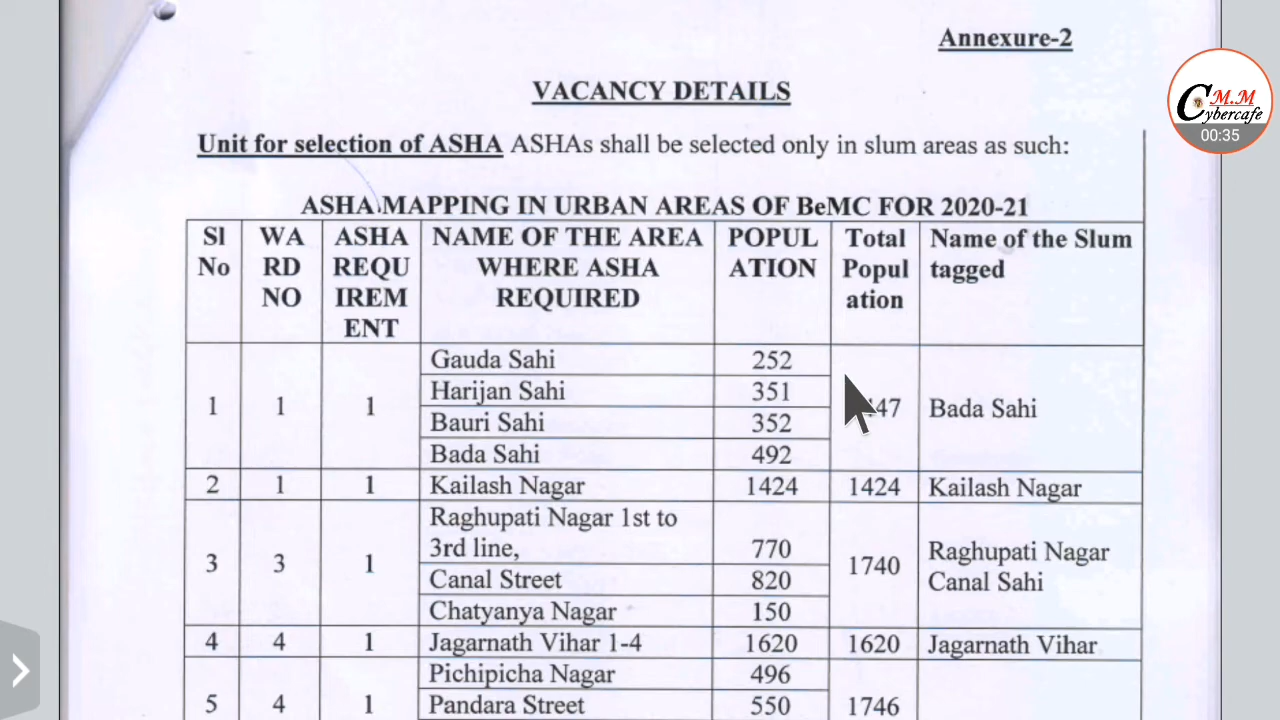 Annexure-2
VACANCY DETAILS
Unit for selection of ASHA ASHAs shall be selected only in slum areas as such:
ASHA MAPPING IN URBAN AREAS OF BeMC FOR 2020-21
Sl No WARD NO ASHA REQUIREMENT NAME OF THE AREA WHERE ASHA REQUIRED POPULATION Total Population Name of the Slum tagged
1 1 1 Gauda Sahi 252 Bada Sahi
Harijan Sahi 351
Bauri Sahi 352
Bada Sahi 492
2 1 1 Kailash Nagar 1424 1424 Kailash Nagar
3 3 1 Raghupati Nagar 1st to 3rd line, 770 1740 Raghupati Nagar Canal Sahi
Canal Street 820
Chatyanya Nagar 150
4 4 1 Jagarnath Vihar 1-4 1620 1620 Jagarnath Vihar
5 4 1 Pichipicha Nagar 496 1746
Pandara Street 550
M.M
Cybercafe
00:35